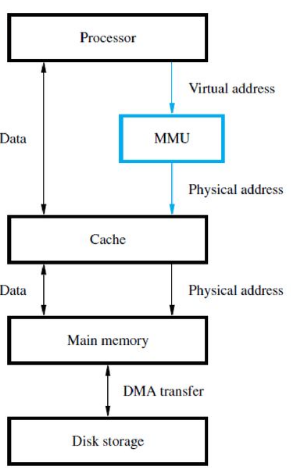 Processor
Virtual address
Data
MMU
Physical address
Cache
Data
Physical address
Main memory
DMA transfer
Disk storage